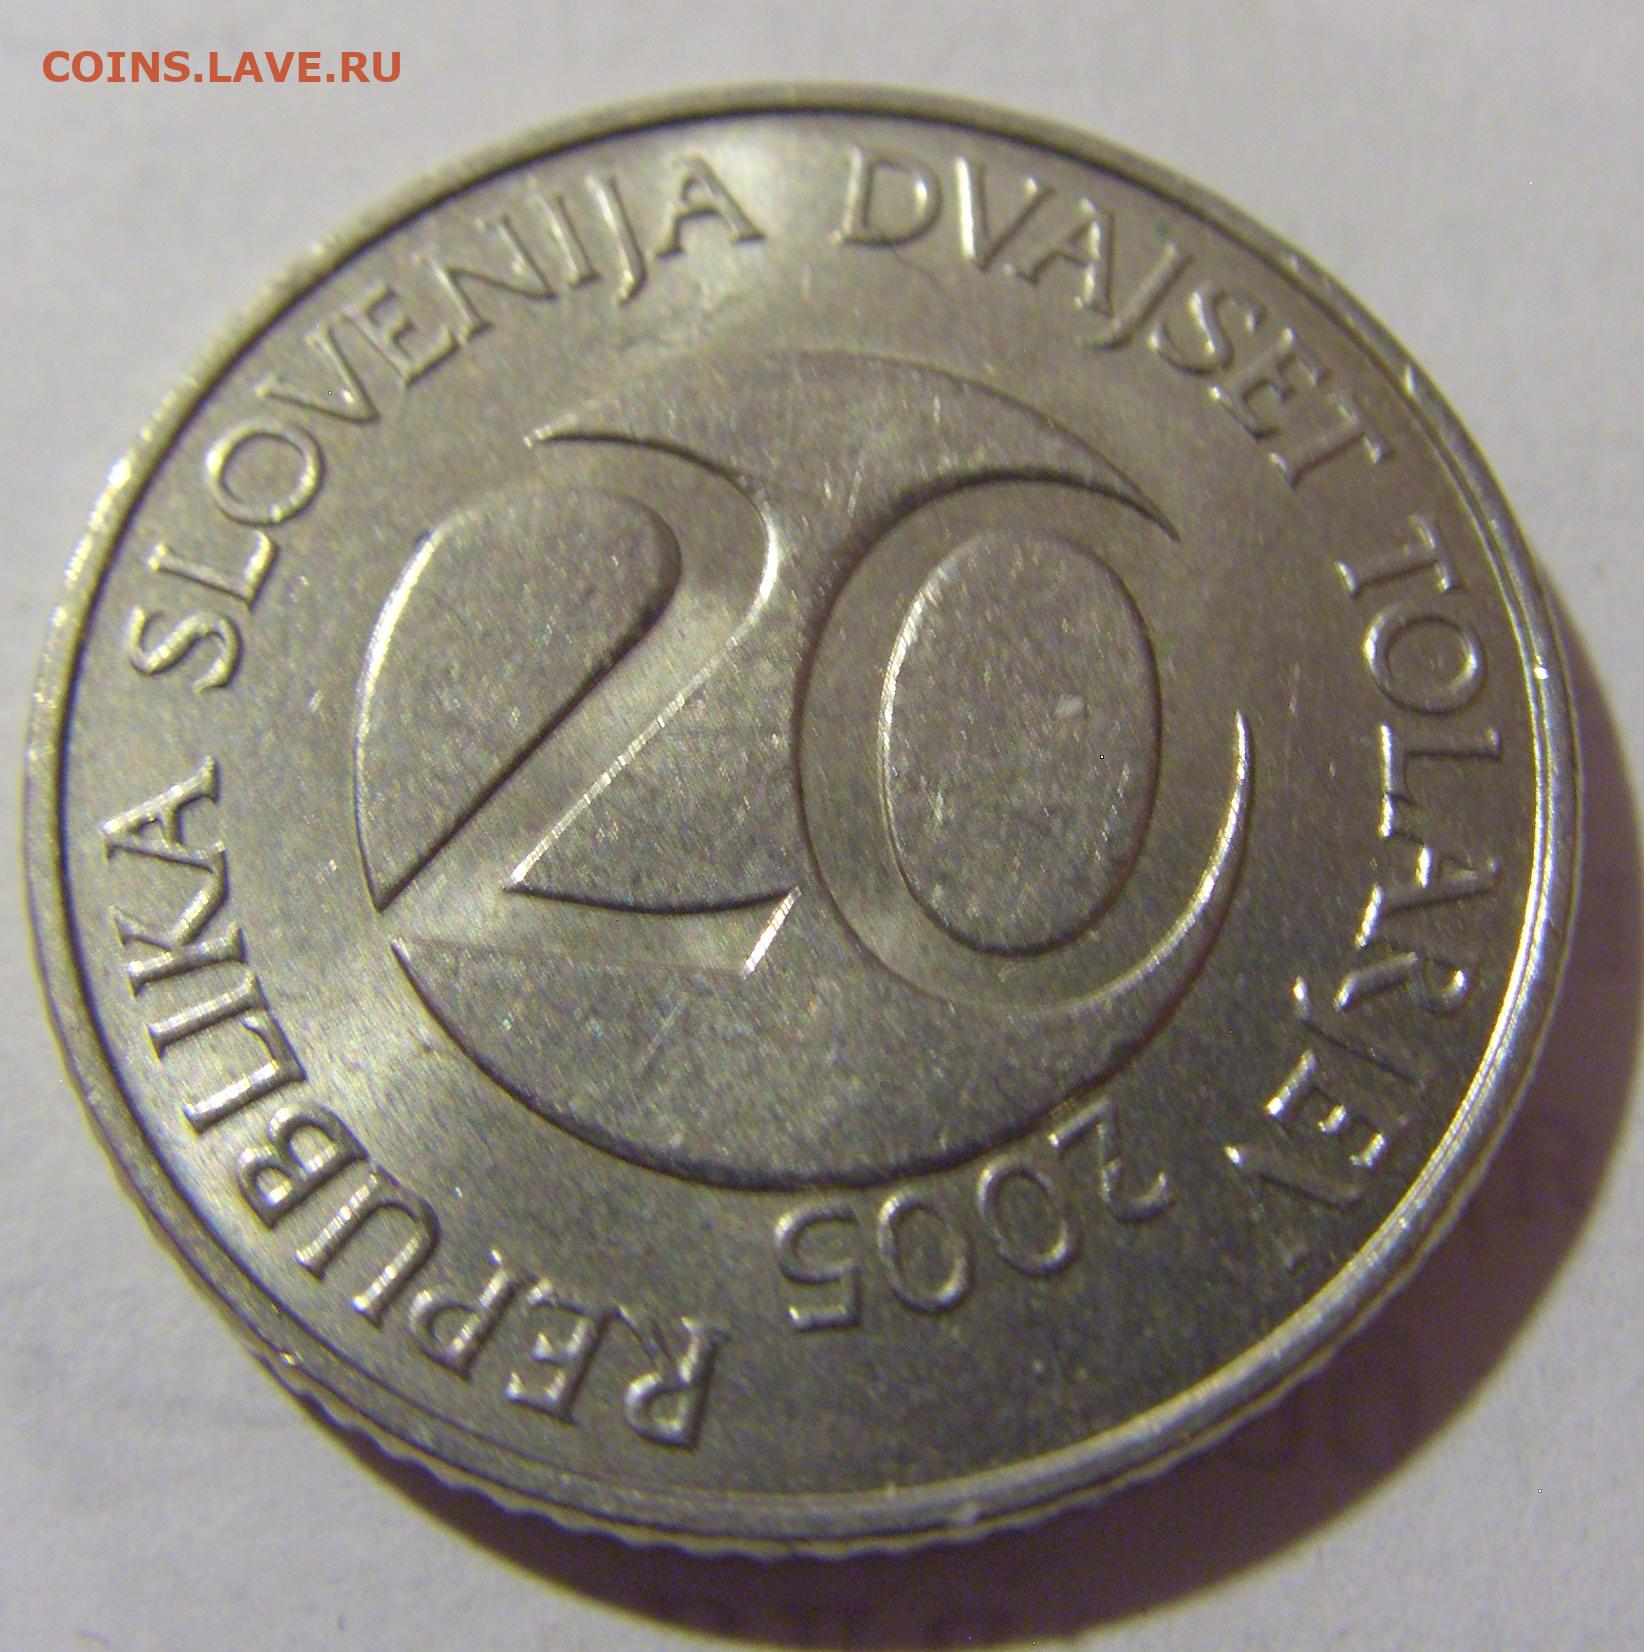 COINS.LAVE.RU
REPUBLIKA SLOVENIJA DVAJSET TOLARJEV
20
2005